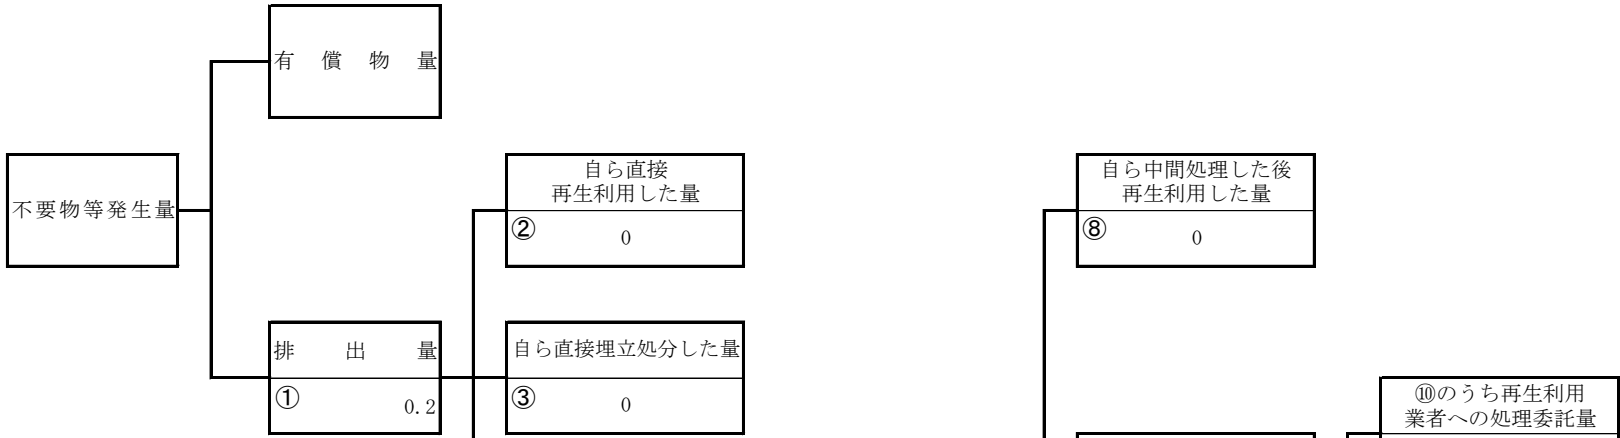 有償物量
不要物等発生量
自ら直接
再生利用した量
② 0
自ら中間処理した後
再生利用した量
⑧ 0
排出量
① 0.2
自ら直接埋立処分した量
③ 0
⑩のうち再生利用
業者への処理委託量